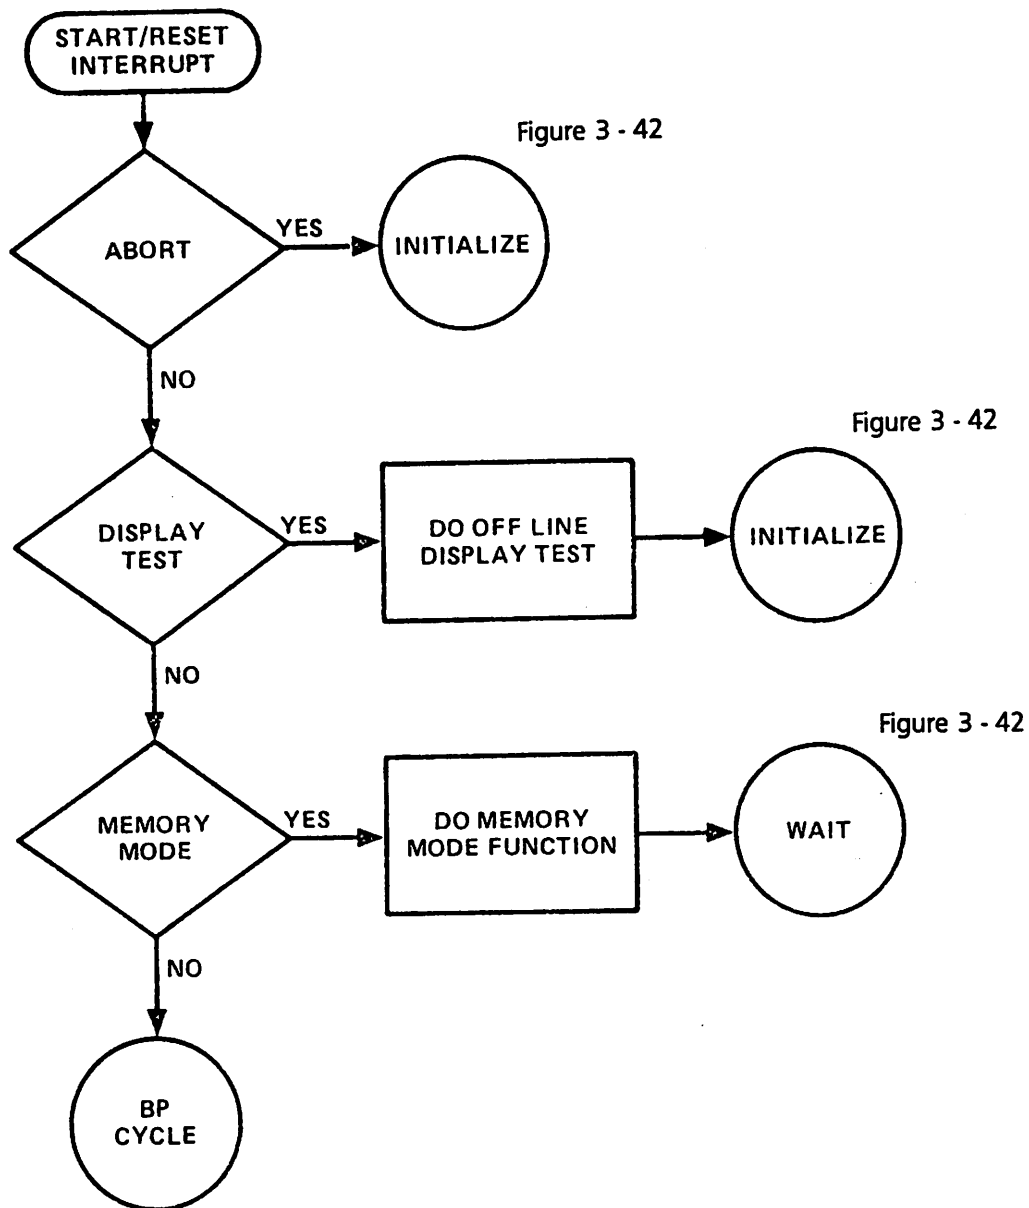 START/RESET
INTERRUPT
Figure 3 - 42
ABORT
YES
INITIALIZE
NO
Figure 3 - 42
DISPLAY
TEST
YES
DO OFF LINE
DISPLAY TEST
INITIALIZE
NO
Figure 3 - 42
MEMORY
MODE
YES
DO MEMORY
MODE FUNCTION
WAIT
NO
BP
CYCLE